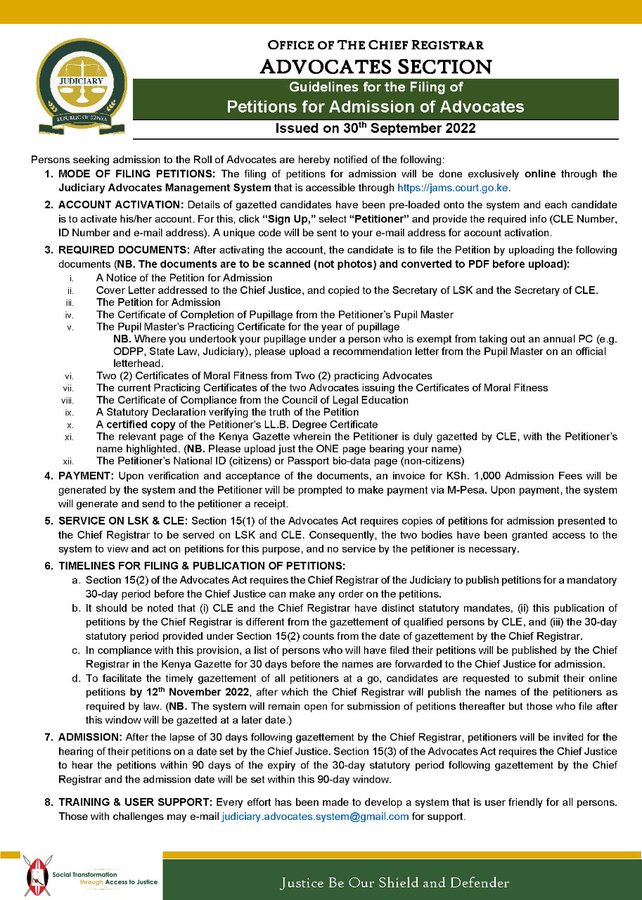 JUDICIARY
REPUBLIC OF KENYA
OFFICE OF THE CHIEF REGISTRAR
ADVOCATES SECTION
Guidelines for the Filing of
Petitions for Admission of Advocates
Issued on 30th September 2022
Persons seeking admission to the Roll of Advocates are hereby notified of the following:
1. MODE OF FILING PETITIONS: The filing of petitions for admission will be done exclusively online through the
Judiciary Advocates Management System that is accessible through https://jams.court.go.ke.
2. ACCOUNT ACTIVATION: Details of gazetted candidates have been pre-loaded onto the system and each candidate
is to activate his/her account. For this, click “Sign Up,” select “Petitioner” and provide the required info (CLE Number,
ID Number and e-mail address). A unique code will be sent to your e-mail address for account activation.
3. REQUIRED DOCUMENTS: After activating the account, the candidate is to file the Petition by uploading the following
documents (NB. The documents are to be scanned (not photos) and converted to PDF before upload):
i. A Notice of the Petition for Admission
ii. Cover Letter addressed to the Chief Justice, and copied to the Secretary of LSK and the Secretary of CLE.
iii. The Petition for Admission
iv. The Certificate of Completion of Pupillage from the Petitioner’s Pupil Master
v. The Pupil Master’s Practicing Certificate for the year of pupillage
NB. Where you undertook your pupillage under a person who is exempt from taking out an annual PC (e.g.
ODPP, State Law, Judiciary), please upload a recommendation letter from the Pupil Master on an official
letterhead.
vi. Two (2) Certificates of Moral Fitness from Two (2) practicing Advocates
vii. The current Practicing Certificates of the two Advocates issuing the Certificates of Moral Fitness
viii. The Certificate of Compliance from the Council of Legal Education
ix. A Statutory Declaration verifying the truth of the Petition
x. A certified copy of the Petitioner’s LL.B. Degree Certificate
xi. The relevant page of the Kenya Gazette wherein the Petitioner is duly gazetted by CLE, with the Petitioner’s
name highlighted. (NB. Please upload just the ONE page bearing your name)
xii. The Petitioner’s National ID (citizens) or Passport bio-data page (non-citizens)
4. PAYMENT: Upon verification and acceptance of the documents, an invoice for KSh. 1,000 Admission Fees will be
generated by the system and the Petitioner will be prompted to make payment via M-Pesa. Upon payment, the system
will generate and send to the petitioner a receipt.
5. SERVICE ON LSK & CLE: Section 15(1) of the Advocates Act requires copies of petitions for admission presented to
the Chief Registrar to be served on LSK and CLE. Consequently, the two bodies have been granted access to the
system to view and act on petitions for this purpose, and no service by the petitioner is necessary.
6. TIMELINES FOR FILING & PUBLICATION OF PETITIONS:
a. Section 15(2) of the Advocates Act requires the Chief Registrar of the Judiciary to publish petitions for a mandatory
30-day period before the Chief Justice can make any order on the petitions.
b. It should be noted that (i) CLE and the Chief Registrar have distinct statutory mandates, (ii) this publication of
petitions by the Chief Registrar is different from the gazettement of qualified persons by CLE, and (iii) the 30-day
statutory period provided under Section 15(2) counts from the date of gazettement by the Chief Registrar.
c. In compliance with this provision, a list of persons who will have filed their petitions will be published by the Chief
Registrar in the Kenya Gazette for 30 days before the names are forwarded to the Chief Justice for admission.
d. To facilitate the timely gazettement of all petitioners at a go, candidates are requested to submit their online
petitions by 12th November 2022, after which the Chief Registrar will publish the names of the petitioners as
required by law. (NB. The system will remain open for submission of petitions thereafter but those who file after
this window will be gazetted at a later date.)
7. ADMISSION: After the lapse of 30 days following gazettement by the Chief Registrar, petitioners will be invited for the
hearing of their petitions on a date set by the Chief Justice. Section 15(3) of the Advocates Act requires the Chief Justice
to hear the petitions within 90 days of the expiry of the 30-day statutory period following gazettement by the Chief
Registrar and the admission date will be set within this 90-day window.
8. TRAINING & USER SUPPORT: Every effort has been made to develop a system that is user friendly for all persons.
Those with challenges may e-mail judiciary.advocates.system@gmail.com for support.
Social Transformation
through Access to Justice
Justice Be Our Shield and Defender